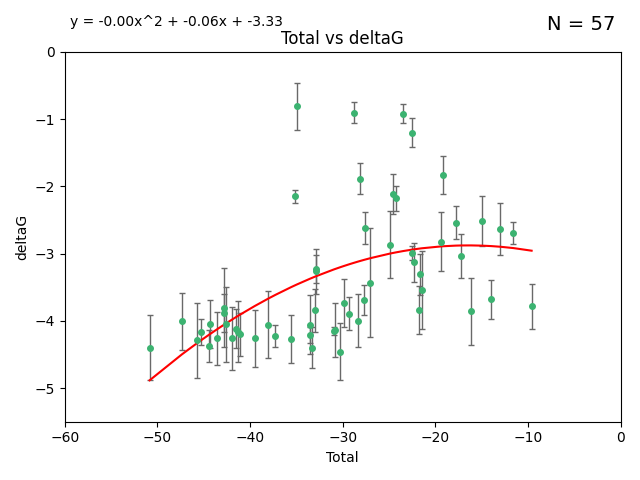 y = -0.00x^2 + -0.06x + -3.33
N = 57
Total vs deltaG
0
−1
−2
−3
−4
−5
deltaG
−60 −50 −40 −30 −20 −10 0
Total